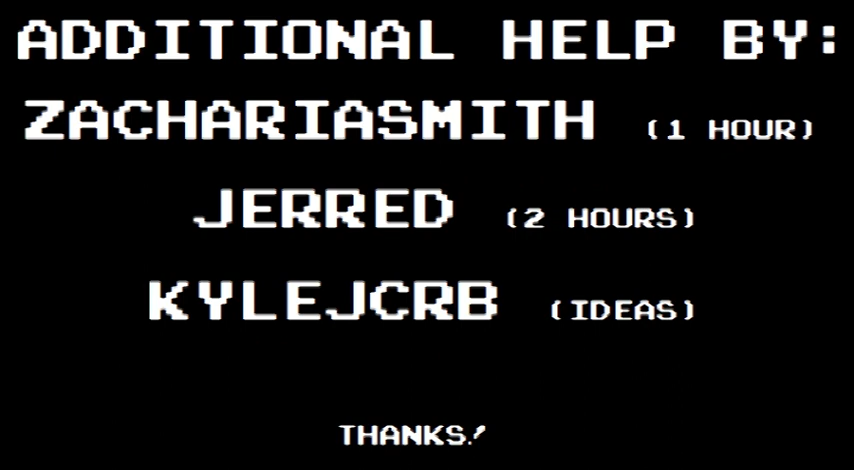 ADDITIONAL HELP BY:
ZACHARIASMITH (1 HOUR)
JERRED (2 HOURS)
KYLEJCRB (IDEAS)
THANKS!